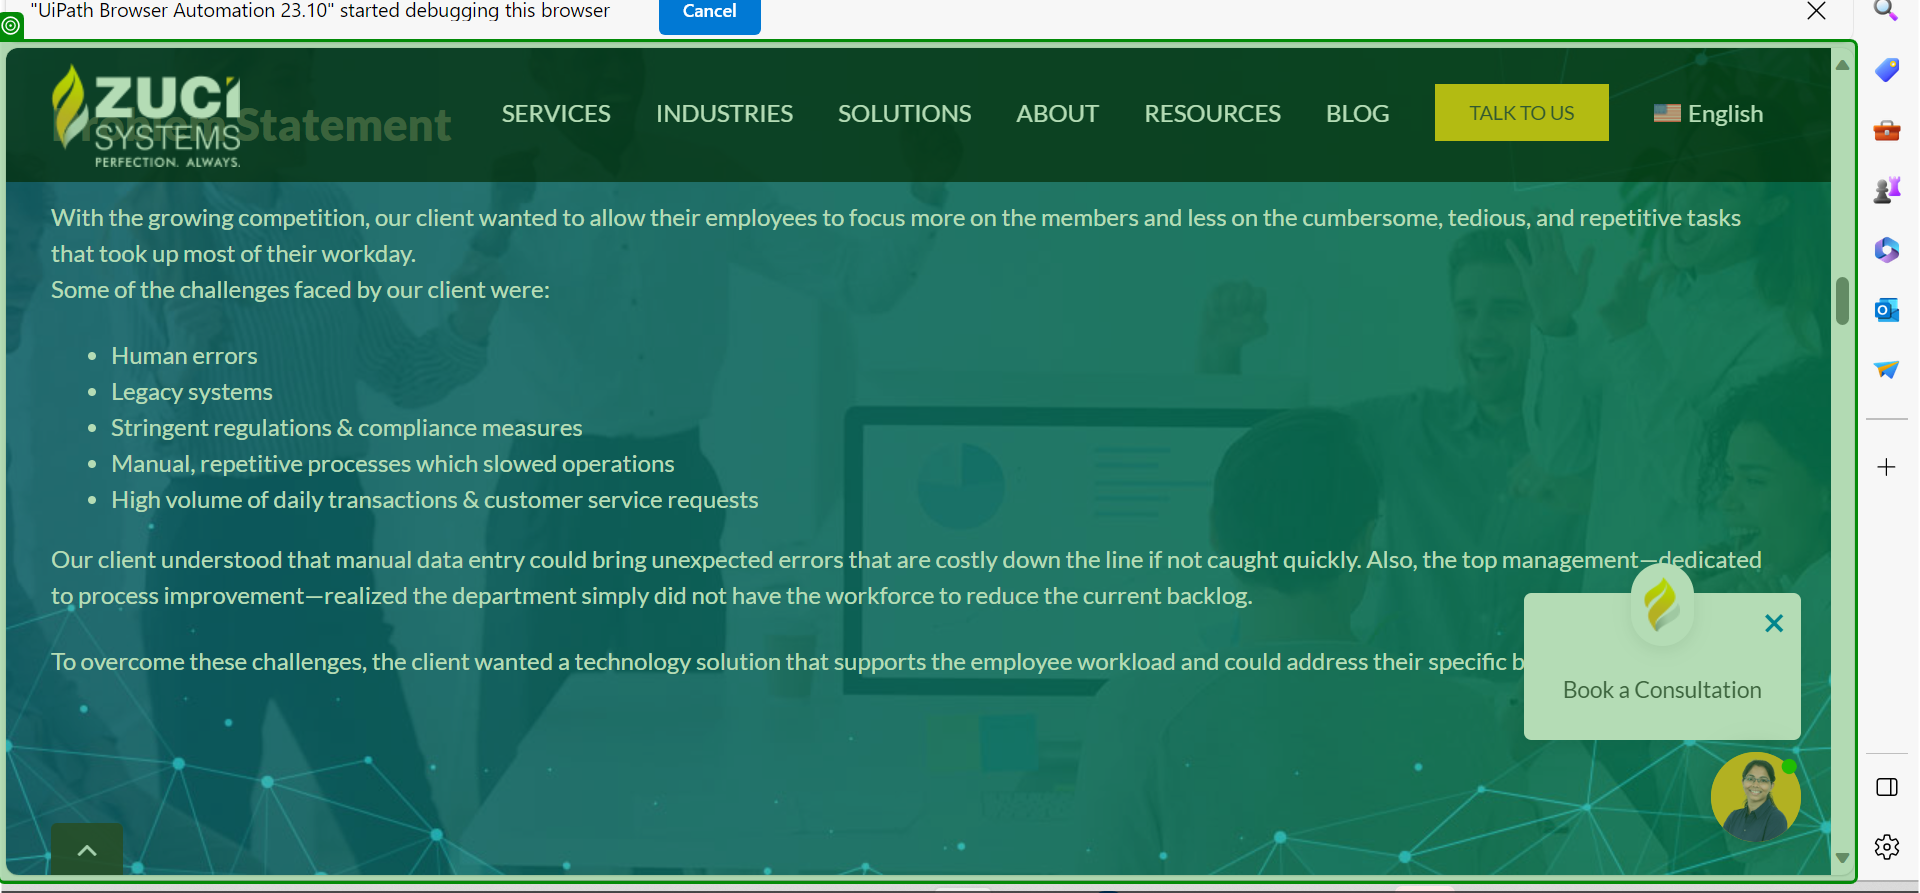 "UiPath Browser Automation 23.10" started debugging this browser
Cancel
ZUCI
SYSTEMS
PERFECTION. ALWAYS.
Problem Statement
SERVICES
INDUSTRIES
SOLUTIONS
ABOUT
RESOURCES
BLOG
TALK TO US
English
With the growing competition, our client wanted to allow their employees to focus more on the members and less on the cumbersome, tedious, and repetitive tasks
that took up most of their workday.
Some of the challenges faced by our client were:
• Human errors
• Legacy systems
• Stringent regulations & compliance measures
• Manual, repetitive processes which slowed operations
• High volume of daily transactions & customer service requests
Our client understood that manual data entry could bring unexpected errors that are costly down the line if not caught quickly. Also, the top management—dedicated
to process improvement—realized the department simply did not have the workforce to reduce the current backlog.
To overcome these challenges, the client wanted a technology solution that supports the employee workload and could address their specific b
Book a Consultation